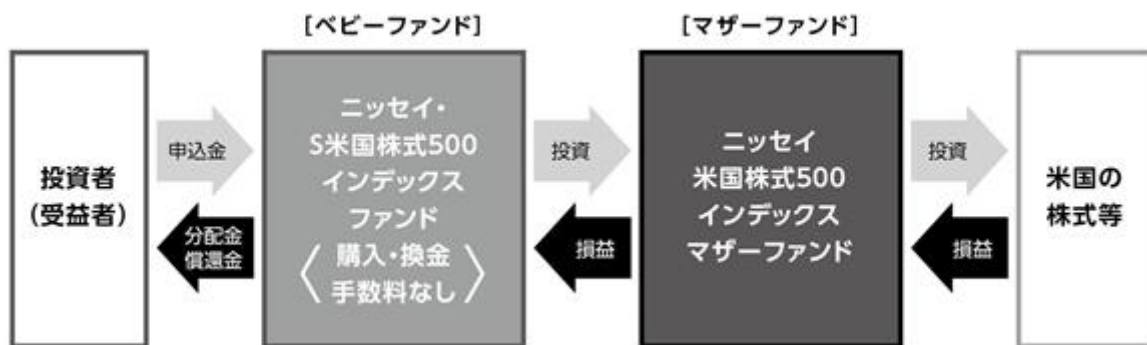 [ベビーファンド]
[マザーファンド]
投資者
(受益者)
申込金
分配金
償還金
ニッセイ・
S米国株式500
インデックス
ファンド
〈購入・換金
手数料なし〉
投資
損益
ニッセイ
米国株式500
インデックス
マザーファンド
投資
損益
米国の
株式等